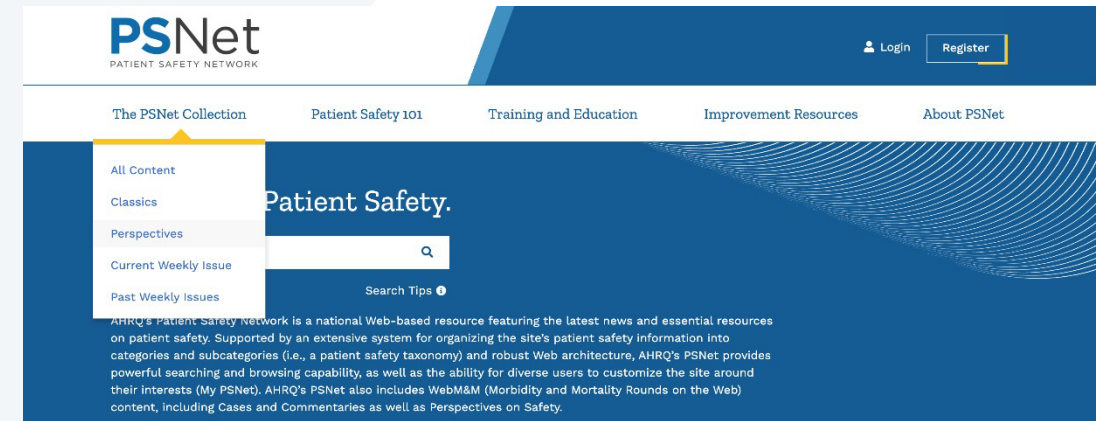 PSNet
PATIENT SAFETY NETWORK
Login
Register
The PSNet Collection
Patient Safety 101
Training and Education
Improvement Resources
About PSNet
All Content
Classics
Perspectives
Current Weekly Issue
Past Weekly Issues
Patient Safety.
Search Tips
AHRQ's Patient Safety Network is a national Web-based resource featuring the latest news and essential resources
on patient safety. Supported by an extensive system for organizing the site's patient safety information into
categories and subcategories (i.e., a patient safety taxonomy) and robust Web architecture, AHRQ's PSNet provides
powerful searching and browsing capability, as well as the ability for diverse users to customize the site around
their interests (My PSNet). AHRQ's PSNet also includes WebM&M (Morbidity and Mortality Rounds on the Web)
content, including Cases and Commentaries as well as Perspectives on Safety.